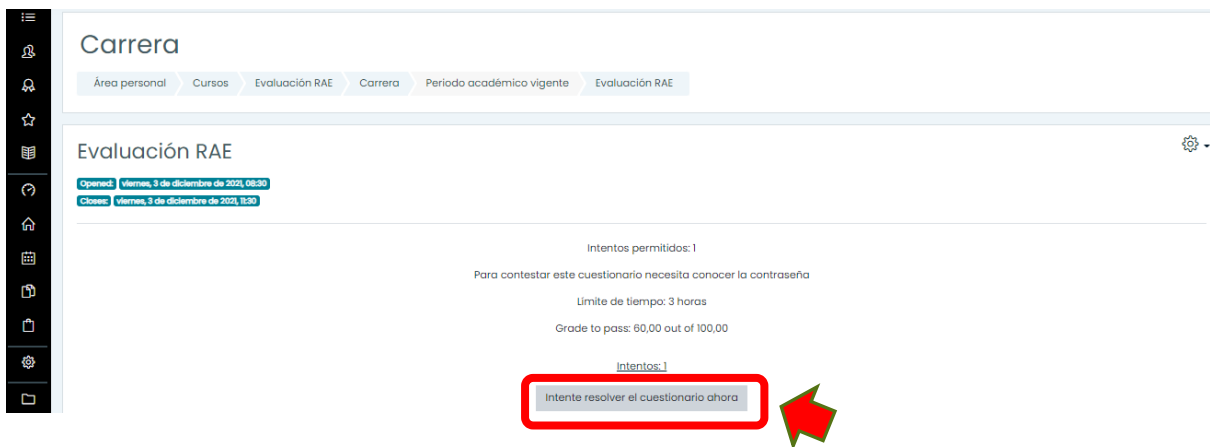 Carrera
Área personal Cursos Evaluación RAE Carrera Periodo académico vigente Evaluación RAE
Evaluación RAE
Opened: viernes, 3 de diciembre de 2021, 08:30
Closes: viernes, 3 de diciembre de 2021, 11:30
Intentos permitidos: 1
Para contestar este cuestionario necesita conocer la contraseña
Límite de tiempo: 3 horas
Grade to pass: 60,00 out of 100,00
Intentos: 1
Intente resolver el cuestionario ahora